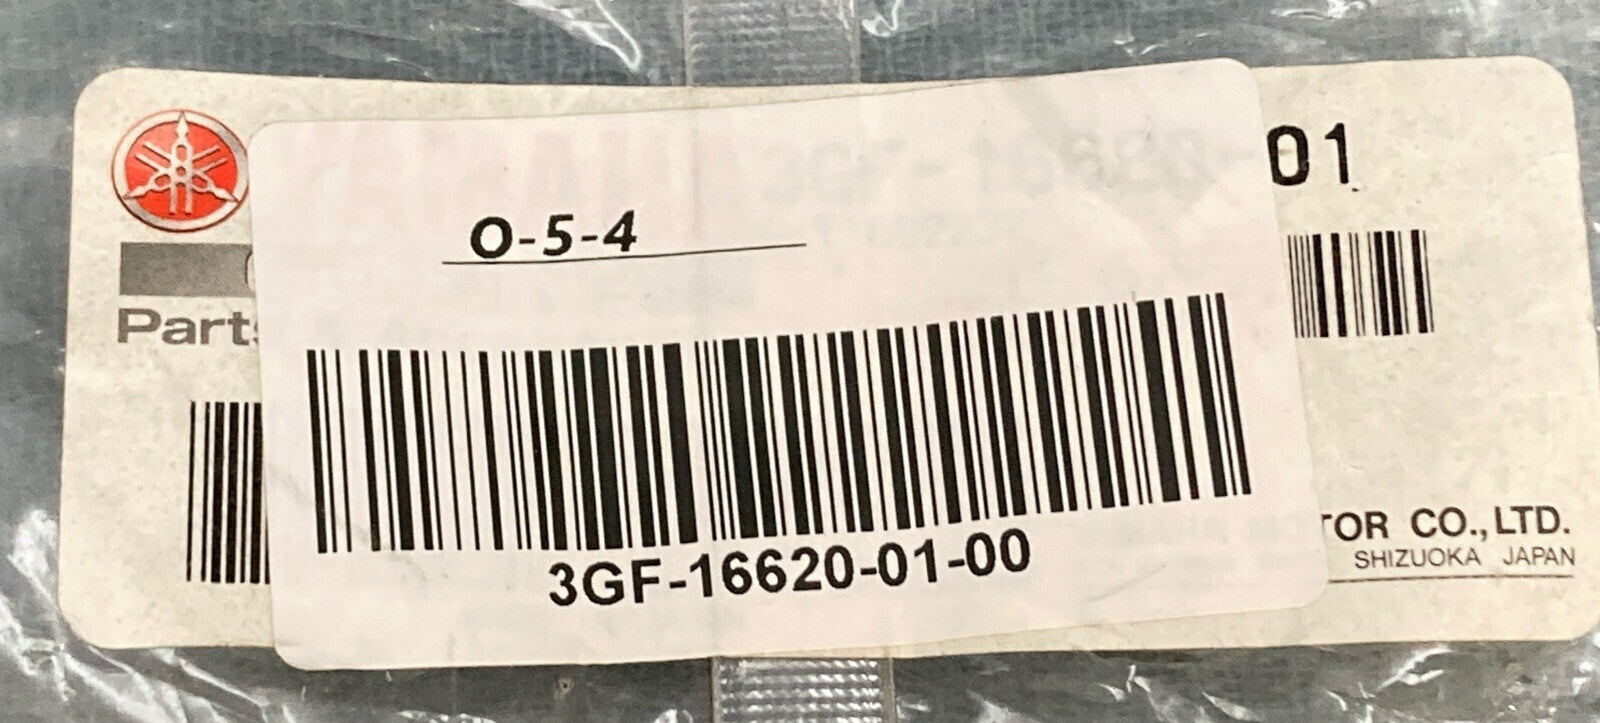 O-5-4
01
Parts
3GF-16620-01-00
TOR CO., LTD.
SHIZUOKA JAPAN